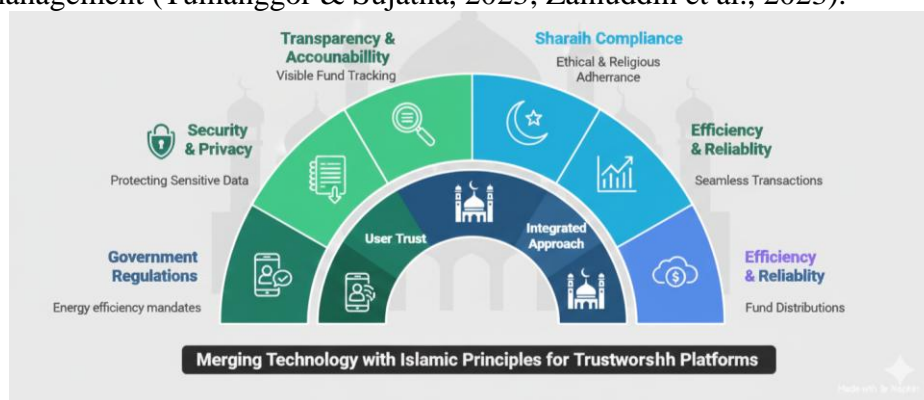 nagement (Tumanggor & Sujatna, 2023; Zainuddin et al., 2023).
Transparency &
Accounabillity
Visible Fund Tracking
Sharaih Compliance
Ethical & Religious
Adherrance
Security
& Privacy
Protecting Sensitive Data
Efficiency
& Reliablity
Seamless Transactions
User Trust
Integrated
Approach
Government
Regulations
Energy efficiency mandates
Efficiency
& Reliablity
Fund Distributions
Merging Technology with Islamic Principles for Trustworshh Platforms